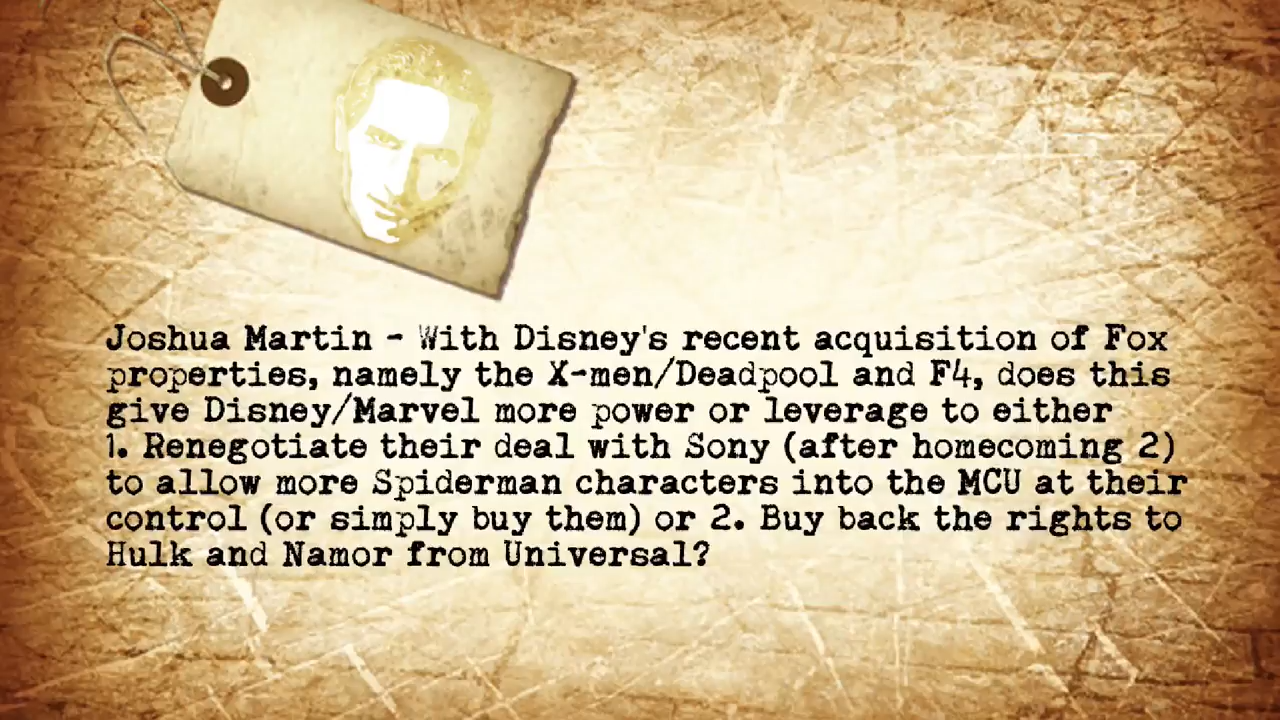 Joshua Martin - With Disney's recent acquisition of Fox
properties, namely the X-men/Deadpool and F4, does this
give Disney/Marvel more power or leverage to either
1. Renegotiate their deal with Sony (after homecoming 2)
to allow more Spiderman characters into the MCU at their
control (or simply buy them) or 2. Buy back the rights to
Hulk and Namor from Universal?